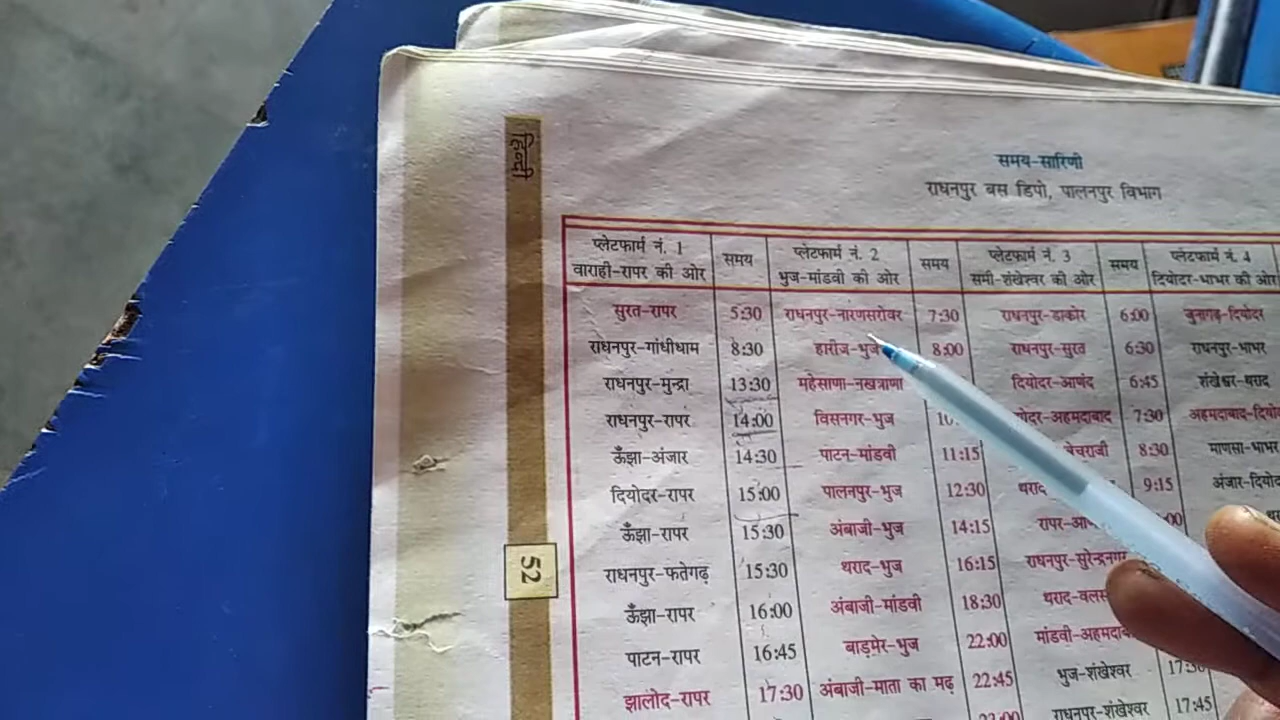 हिन्दी
समय-सारिणी
राधनपुर बस डिपो, पालनपुर विभाग
प्लेटफार्म नं. 1 समय प्लेटफार्म नं. 2 समय प्लेटफार्म नं. 3 समय प्लेटफार्म नं. 4
वाराही-रापर की ओर भुज-मांडवी की ओर समी-शंखेश्वर की ओर दियोदर-भाभर की ओर
सुरत-रापर 5:30 राधनपुर-नारणसरोवर 7:30 राधनपुर-डाकोर 6:00 जुनागढ़-दियोदर
राधनपुर-गांधीधाम 8:30 हारीज-भुज 8:00 राधनपुर-सुरत 6:30 राधनपुर-भाभर
राधनपुर-मुन्द्रा 13:30 महेसाणा-नखत्राणा दियोदर-आणंद 6:45 शंखेश्वर-थराद
राधनपुर-रापर 14:00 विसनगर-भुज 7:30
ऊँझा-अंजार 14:30 पाटन-मांडवी 11:15 8:30 माणसा-भाभर
दियोदर-रापर 15:00 पालनपुर-भुज 12:30 थराद 9:15
ऊँझा-रापर 15:30 अंबाजी-भुज 14:15
राधनपुर-फतेगढ़ 15:30 थराद-भुज 16:15 राधनपुर-सुरेन्द्रनगर
ऊँझा-रापर 16:00 अंबाजी-मांडवी 18:30
पाटन-रापर 16:45 बाड़मेर-भुज 22:00
झालोद-रापर 17:30 अंबाजी-माता का मढ़ 22:45 भुज-शंखेश्वर
राधनपुर-शंखेश्वर 17:45
52